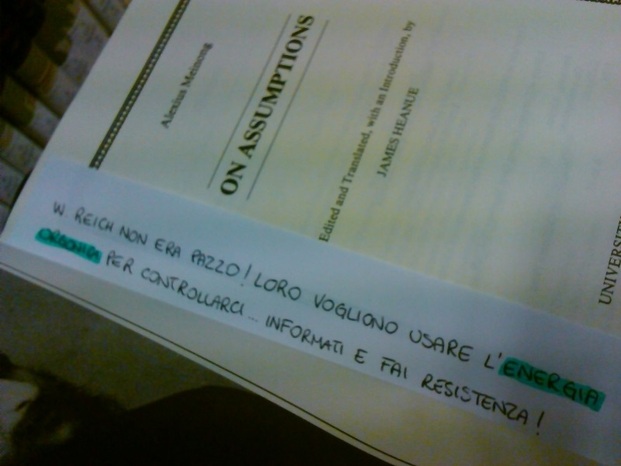 Alexius Meinong
ON ASSUMPTIONS
Edited and Translated, with an Introduction, by
JAMES HEANUE
W. REICH NON ERA PAZZO! LORO VOGLIONO USARE L'ENERGIA
ORGONICA PER CONTROLLARCI... INFORMATI E FAI RESISTENZA!